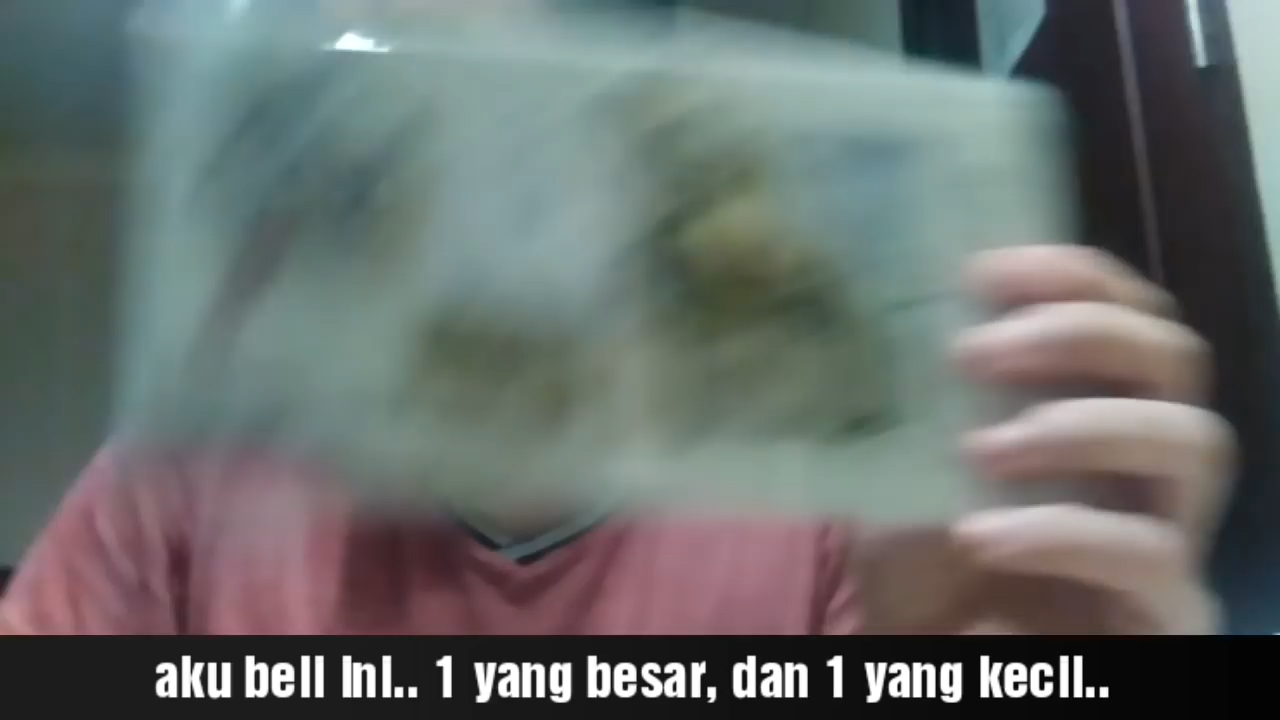 aku beli ini.. 1 yang besar, dan 1 yang kecil..